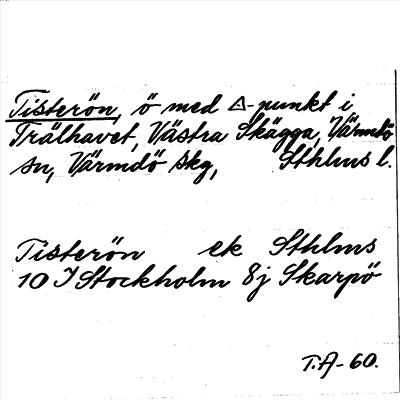 Tisterön, ö med △-punkt i
Trälhavet, Västra Skägga, Värmdö
sn, Värmdö skg, Sthlms l.
Tisterön ek Sthlms
10 I Stockholm 8j Skarpö
T.A-60.